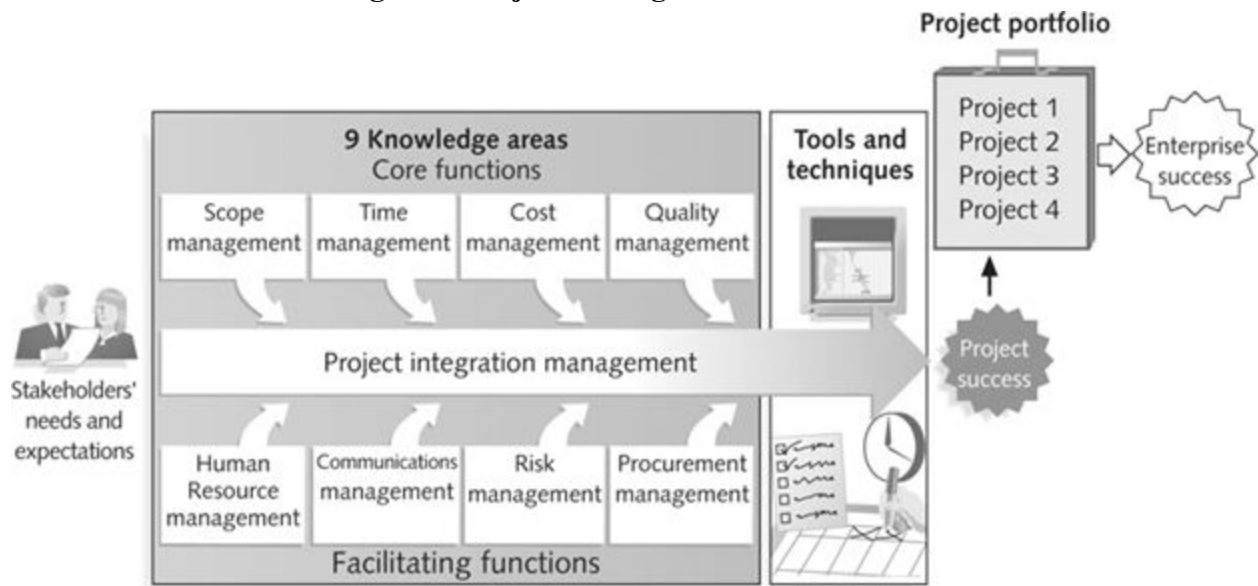 Project portfolio
Project 1
Project 2
Project 3
Project 4
Enterprise
success
9 Knowledge areas
Core functions
Scope
management
Time
management
Cost
management
Quality
management
Tools and
techniques
Stakeholders'
needs and
expectations
Project integration management
Project
success
Human
Resource
management
Communications
management
Risk
management
Procurement
management
Facilitating functions